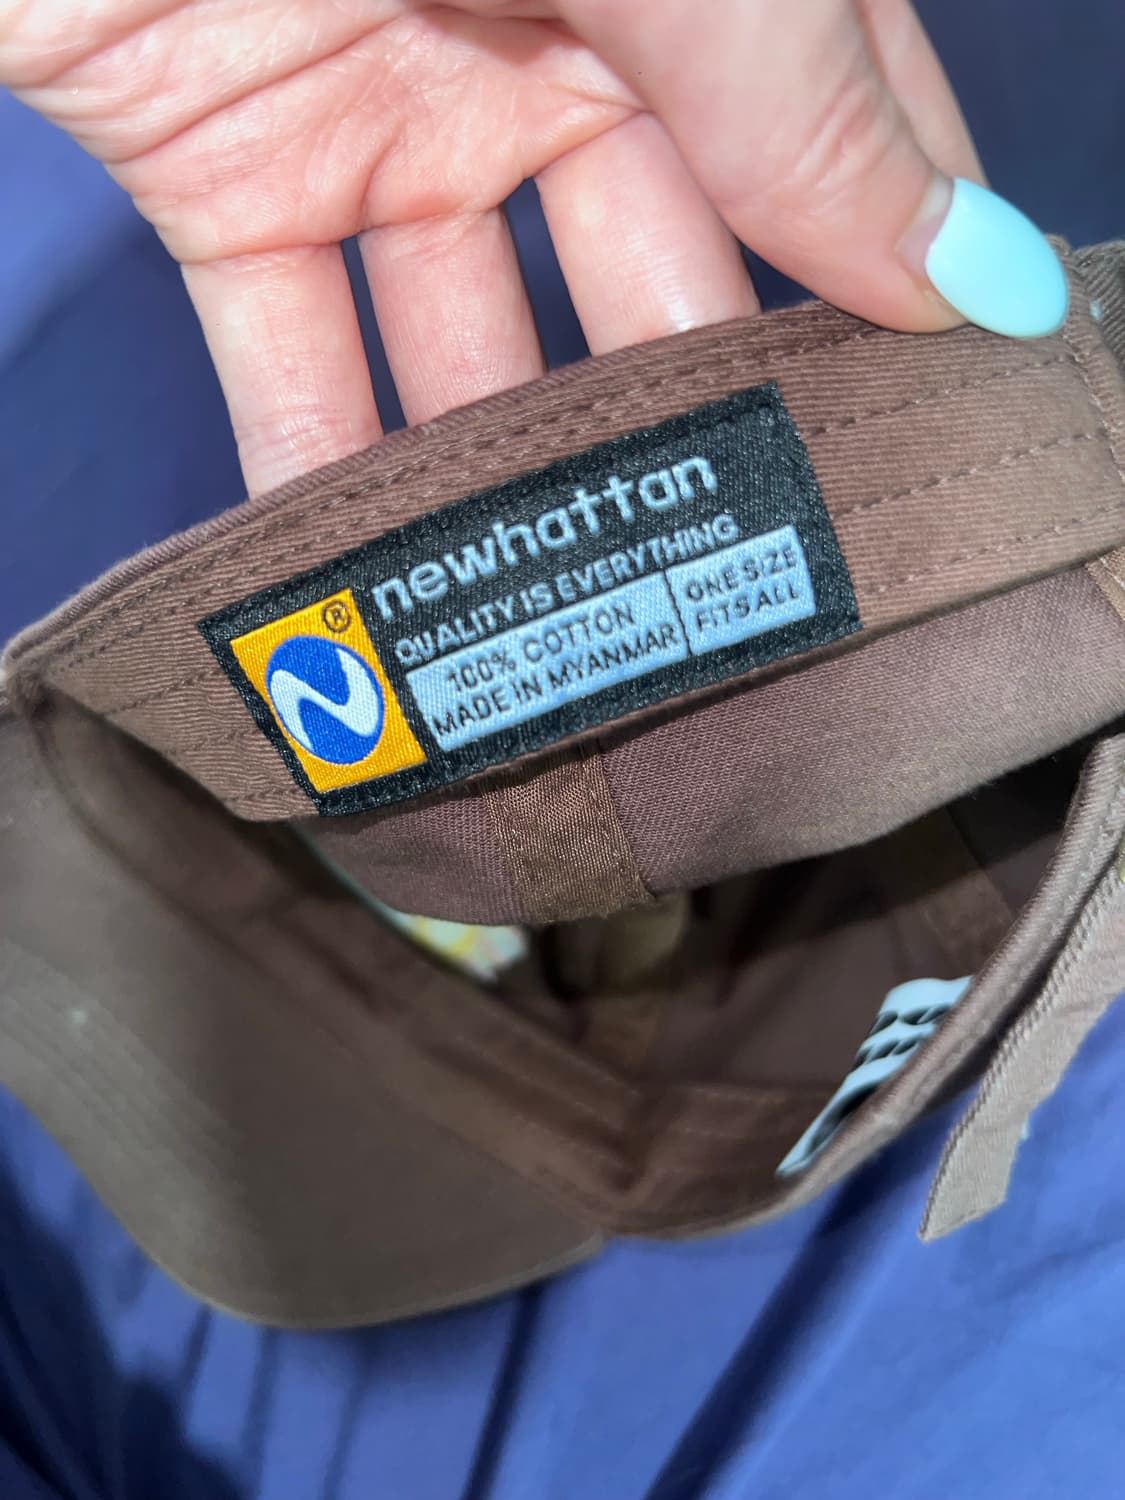 newhattan
QUALITY IS EVERYTHING
100% COTTON
MADE IN MYANMAR
ONE SIZE
FITS ALL
®